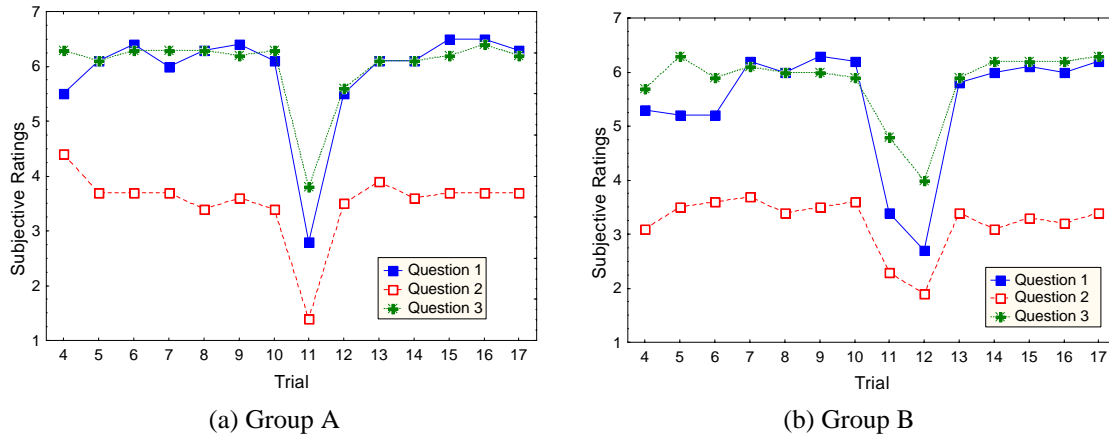 7
6
5
4
3
2
1
Subjective Ratings
Question 1
Question 2
Question 3
4 5 6 7 8 9 10 11 12 13 14 15 16 17
Trial
(a) Group A
7
6
5
4
3
2
1
Subjective Ratings
Question 1
Question 2
Question 3
4 5 6 7 8 9 10 11 12 13 14 15 16 17
Trial
(b) Group B